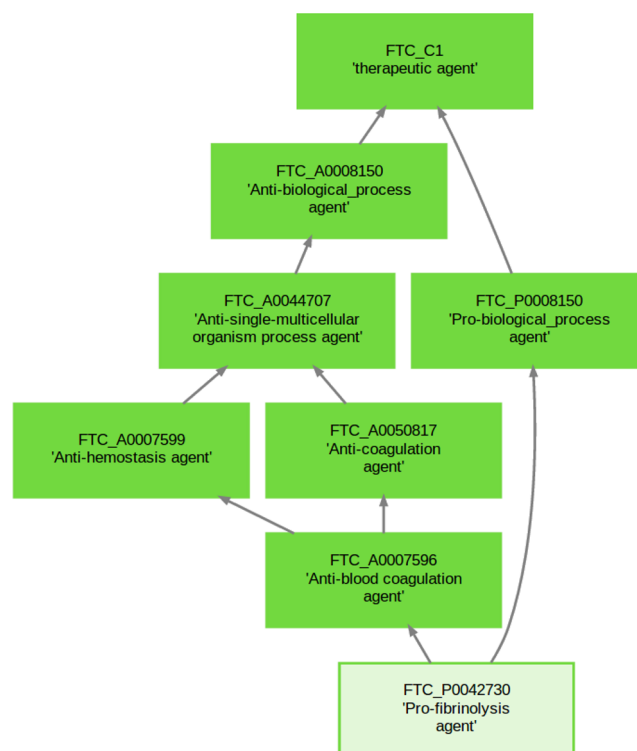 FTC_C1
'therapeutic agent'
FTC_A0008150
'Anti-biological_process
agent'
FTC_A0044707
'Anti-single-multicellular
organism process agent'
FTC_P0008150
'Pro-biological_process
agent'
FTC_A0007599
'Anti-hemostasis agent'
FTC_A0050817
'Anti-coagulation
agent'
FTC_A0007596
'Anti-blood coagulation
agent'
FTC_P0042730
'Pro-fibrinolysis
agent'